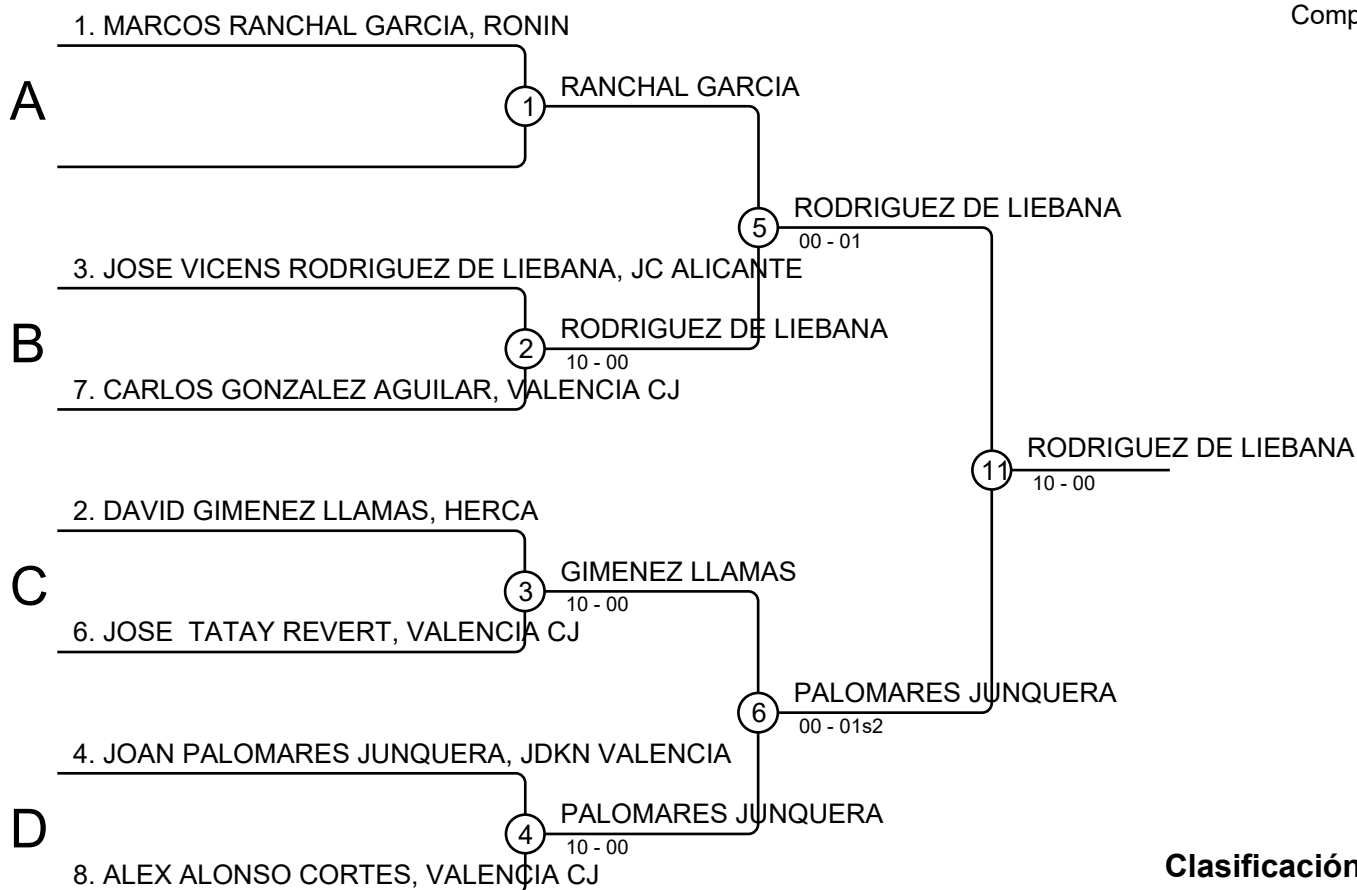 Comp
1. MARCOS RANCHAL GARCIA, RONIN
A
1
RANCHAL GARCIA
5
RODRIGUEZ DE LIEBANA
00 - 01
3. JOSE VICENS RODRIGUEZ DE LIEBANA, JC ALICANTE
B
2
RODRIGUEZ DE LIEBANA
10 - 00
7. CARLOS GONZALEZ AGUILAR, VALENCIA CJ
11
RODRIGUEZ DE LIEBANA
10 - 00
2. DAVID GIMENEZ LLAMAS, HERCA
C
3
GIMENEZ LLAMAS
10 - 00
6. JOSE  TATAY REVERT, VALENCIA CJ
6
PALOMARES JUNQUERA
00 - 01s2
4. JOAN PALOMARES JUNQUERA, JDKN VALENCIA
D
4
PALOMARES JUNQUERA
10 - 00
8. ALEX ALONSO CORTES, VALENCIA CJ
Clasificación